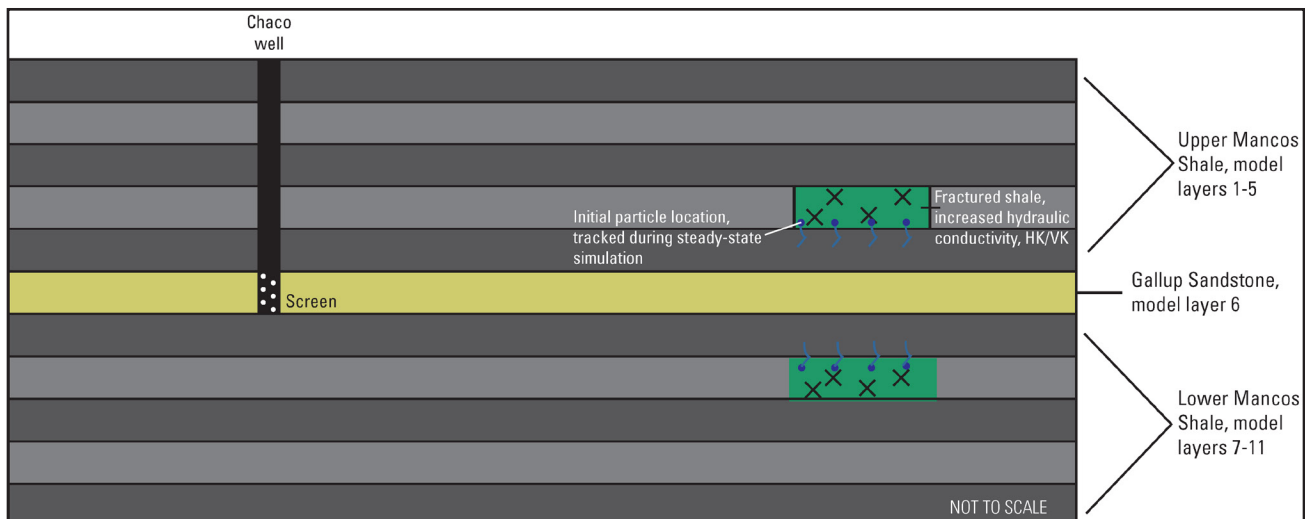 Chaco
well
Upper Mancos
Shale, model
layers 1-5
Initial particle location,
tracked during steady-state
simulation
Fractured shale,
increased hydraulic
conductivity, HK/VK
Screen
Gallup Sandstone,
model layer 6
Lower Mancos
Shale, model
layers 7-11
NOT TO SCALE